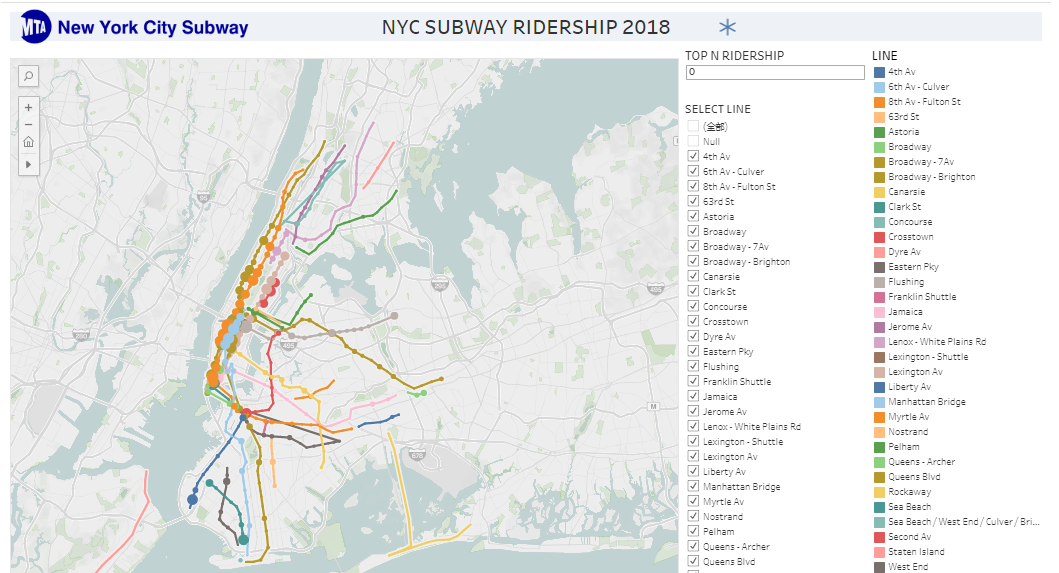 MTA New York City Subway
NYC SUBWAY RIDERSHIP 2018
TOP N RIDERSHIP
0
SELECT LINE
(全部)
Null
4th Av
6th Av - Culver
8th Av - Fulton St
63rd St
Astoria
Broadway
Broadway - 7Av
Broadway - Brighton
Canarsie
Clark St
Concourse
Crosstown
Dyre Av
Eastern Pky
Flushing
Franklin Shuttle
Jamaica
Jerome Av
Lenox - White Plains Rd
Lexington - Shuttle
Lexington Av
Liberty Av
Manhattan Bridge
Myrtle Av
Nostrand
Pelham
Queens - Archer
Queens Blvd
LINE
4th Av
6th Av - Culver
8th Av - Fulton St
63rd St
Astoria
Broadway
Broadway - 7Av
Broadway - Brighton
Canarsie
Clark St
Concourse
Crosstown
Dyre Av
Eastern Pky
Flushing
Franklin Shuttle
Jamaica
Jerome Av
Lenox - White Plains Rd
Lexington - Shuttle
Lexington Av
Liberty Av
Manhattan Bridge
Myrtle Av
Nostrand
Pelham
Queens - Archer
Queens Blvd
Rockaway
Sea Beach
Sea Beach / West End / Culver / Bri...
Second Av
Staten Island
West End
95
280
295
495
495
M
678